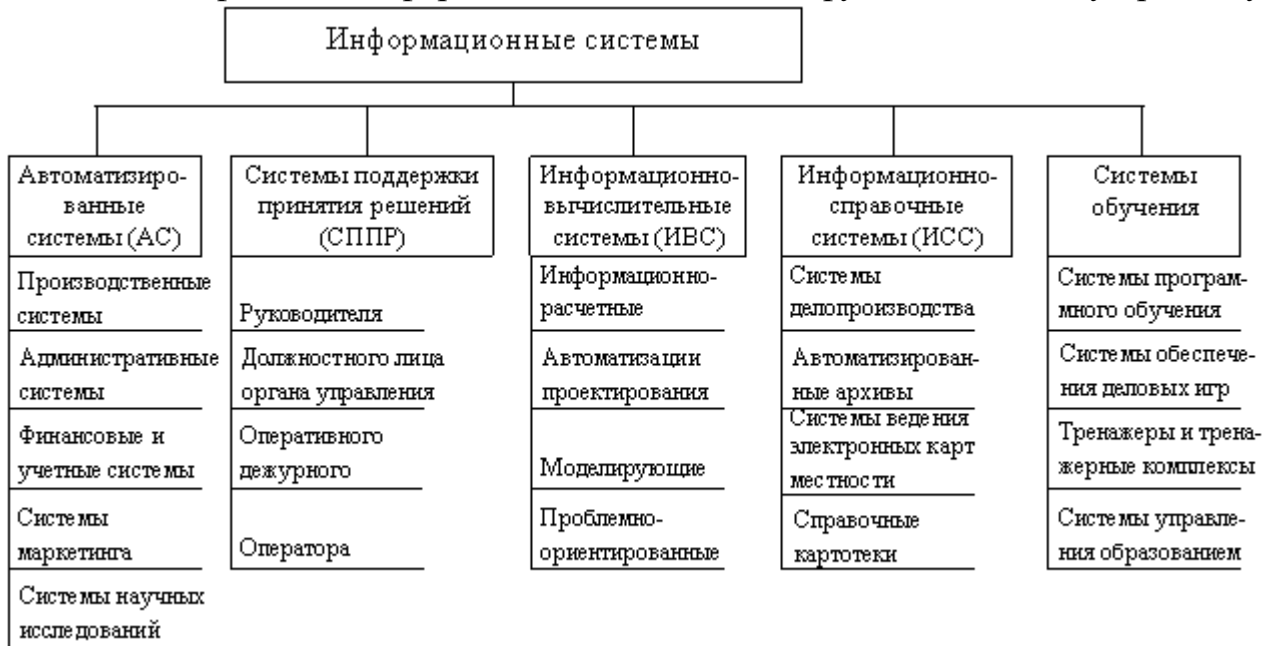 Информационные системы
Автоматизиро-
ванные
системы (АС)
Производственные
системы
Административные
системы
Финансовые и
учетные системы
Системы
маркетинга
Системы научных
исследований
Системы поддержки
принятия решений
(СППР)
Руководителя
Должностного лица
органа управления
Оперативного
дежурного
Оператора
Информационно-
вычислительные
системы (ИВС)
Информационно-
расчетные
Автоматизации
проектирования
Моделирующие
Проблемно-
ориентированные
Информационно-
справочные
системы (ИСС)
Системы
делопроизводства
Автоматизирован-
ные архивы
Системы ведения
электронных карт
местности
Справочные
картотеки
Системы
обучения
Системы програм-
много обучения
Системы обеспече-
ния деловых игр
Тренажеры и трена-
жерные комплексы
Системы управле-
ния образованием